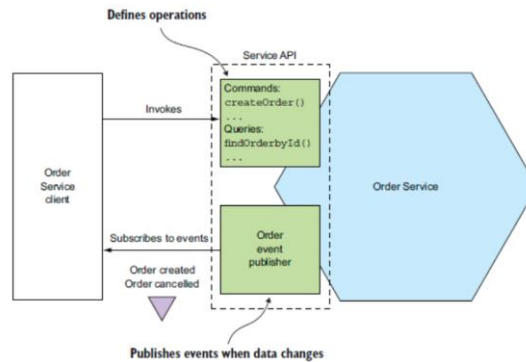 Defines operations
Service API
Commands:
createOrder()
...
Queries:
findOrderbyId()
...
Invokes
Order
Service
client
Order Service
Subscribes to events
Order
event
publisher
Order created
Order cancelled
Publishes events when data changes